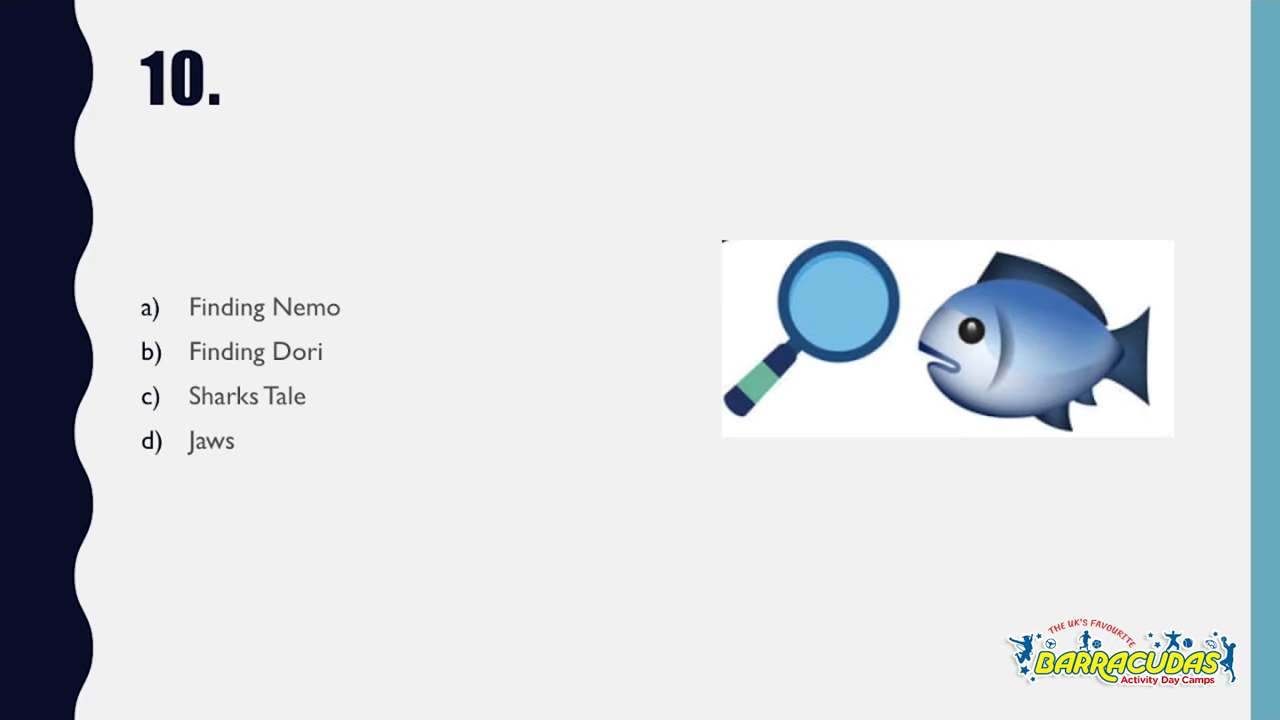 10.
a) Finding Nemo
b) Finding Dori
c) Sharks Tale
d) Jaws
THE UK'S FAVOURITE
BARRACUDAS
Activity Day Camps